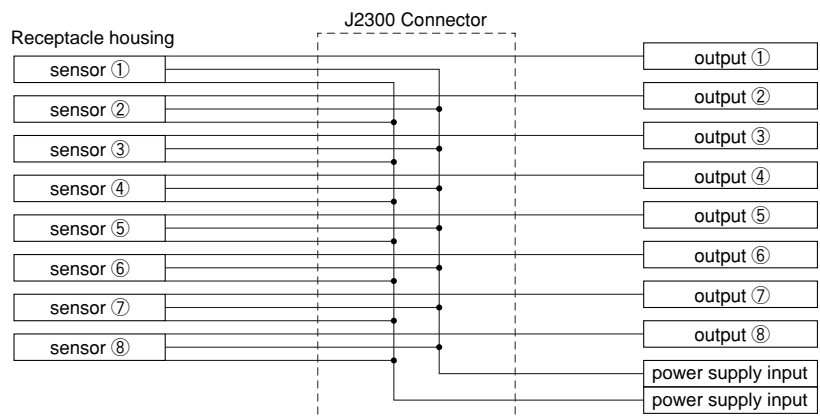 J2300 Connector
Receptacle housing
sensor ① output ①
sensor ② output ②
sensor ③ output ③
sensor ④ output ④
sensor ⑤ output ⑤
sensor ⑥ output ⑥
sensor ⑦ output ⑦
sensor ⑧ output ⑧
power supply input
power supply input